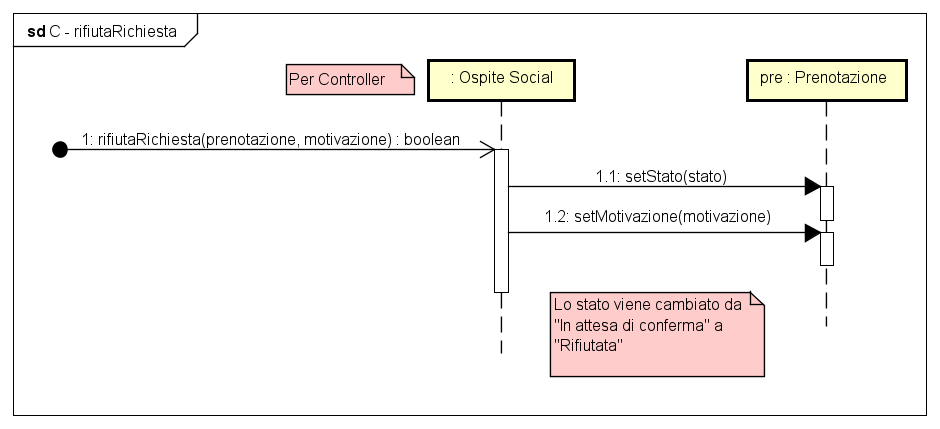 sd C - rifiutaRichiesta
Per Controller
: Ospite Social
pre : Prenotazione
1: rifiutaRichiesta(prenotazione, motivazione) : boolean
1.1: setStato(stato)
1.2: setMotivazione(motivazione)
Lo stato viene cambiato da
"In attesa di conferma" a
"Rifiutata"